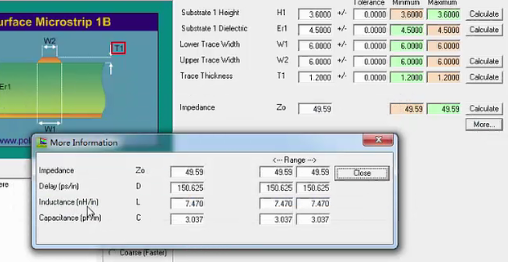 Tolerance Minimum Maximum
urface Microstrip 1B
Substrate 1 Height H1 3.6000 +/- 0.0000 3.6000 3.6000 Calculate
Substrate 1 Dielectric Er1 4.5000 +/- 0.0000 4.5000 4.5000 Calculate
Lower Trace Width W1 6.0000 +/- 0.0000 6.0000 6.0000 Calculate
Upper Trace Width W2 6.0000 +/- 0.0000 6.0000 6.0000 Calculate
Trace Thickness T1 1.2000 +/- 0.0000 1.2000 1.2000 Calculate
Impedance Zo 49.59 49.59 49.59 Calculate
More...
W2
T1
Er1
W1
www.po
More Information
<-- Range -->
Impedance Zo 49.59 49.59 49.59 Close
Delay (ps/in) D 150.625 150.625 150.625
Inductance (nH/in) L 7.470 7.470 7.470
Capacitance (pF/in) C 3.037 3.037 3.037
ere
Coarse (Faster)